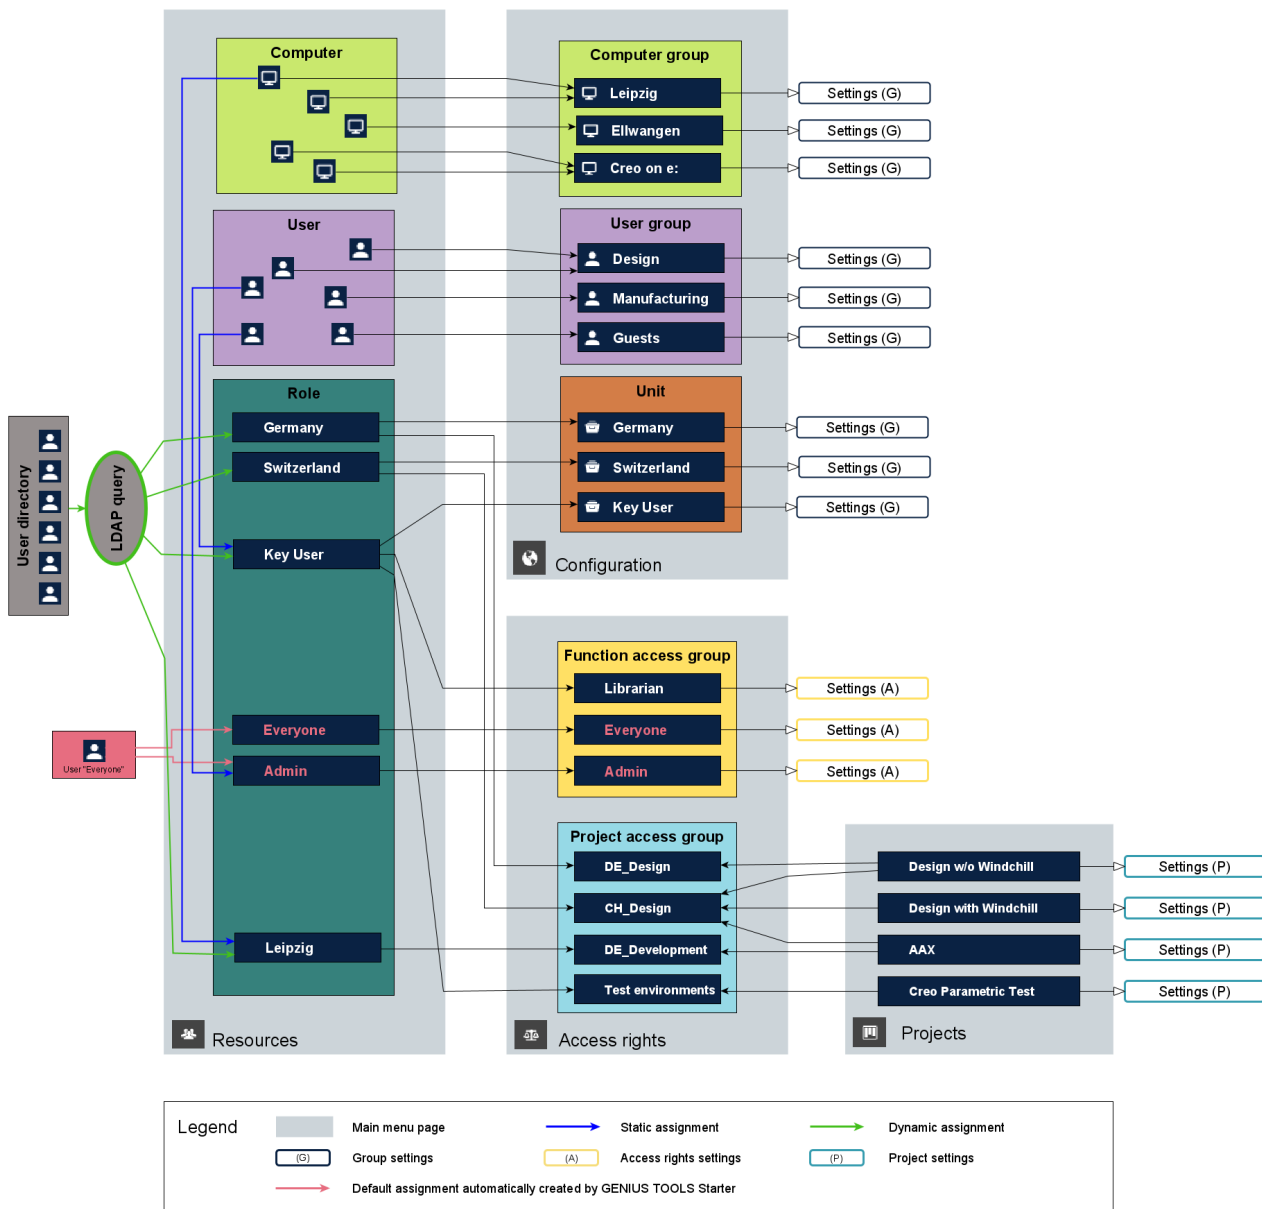 Computer
Computer group
Leipzig
Settings (G)
Ellwangen
Settings (G)
Creo on e:
Settings (G)
User
User group
Design
Settings (G)
Manufacturing
Settings (G)
Guests
Settings (G)
Role
Unit
Germany
Germany
Settings (G)
Switzerland
Switzerland
Settings (G)
Key User
Settings (G)
User directory
LDAP query
Key User
Configuration
Function access group
Librarian
Settings (A)
Everyone
Everyone
Settings (A)
User "Everyone"
Admin
Admin
Settings (A)
Project access group
DE_Design
Design w/o Windchill
Settings (P)
CH_Design
Design with Windchill
Settings (P)
Leipzig
DE_Development
AAX
Settings (P)
Test environments
Creo Parametric Test
Settings (P)
Resources
Access rights
Projects
Legend
Main menu page
Static assignment
Dynamic assignment
(G)
Group settings
(A)
Access rights settings
(P)
Project settings
Default assignment automatically created by GENIUS TOOLS Starter